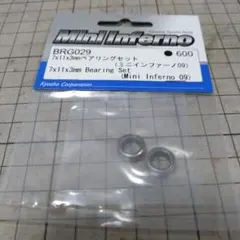 Mini Inferno
BRG029
●600
7x11x3mmベアリングセット
(ミニインファーノ09)
7x11x3mm Bearing Set
(Mini Inferno 09)
Kyosho Corporation